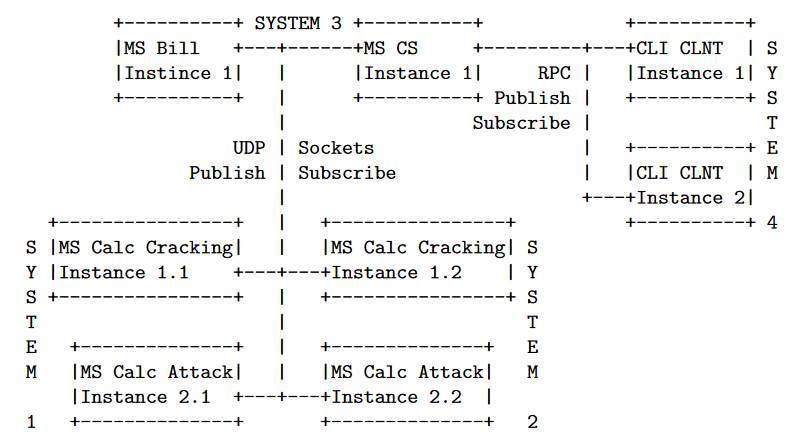 +----------+ SYSTEM 3 +----------+            +----------+
|MS Bill   +---+------+MS CS     +---------+---+CLI CLNT  | S
|Instince 1|   |      |Instance 1|     RPC |   |Instance 1| Y
+----------+   |      +----------+ Publish |   +----------+ S
               |                 Subscribe |                T
           UDP | Sockets                   |   +----------+ E
       Publish | Subscribe                 |   |CLI CLNT  | M
               |                           +---+Instance 2|
+----------------+   |   +----------------+    +----------+ 4
S |MS Calc Cracking|   |   |MS Calc Cracking| S
Y |Instance 1.1    +---+---+Instance 1.2    | Y
S +----------------+   |   +----------------+ S
T                      |                      T
E   +--------------+   |   +--------------+   E
M   |MS Calc Attack|   |   |MS Calc Attack|   M
    |Instance 2.1  +---+---+Instance 2.2  |
1   +--------------+       +--------------+   2